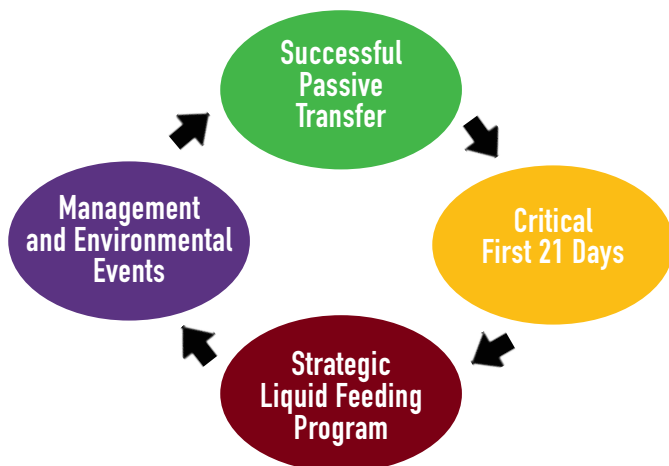 Successful
Passive
Transfer
Critical
First 21 Days
Strategic
Liquid Feeding
Program
Management
and Environmental
Events